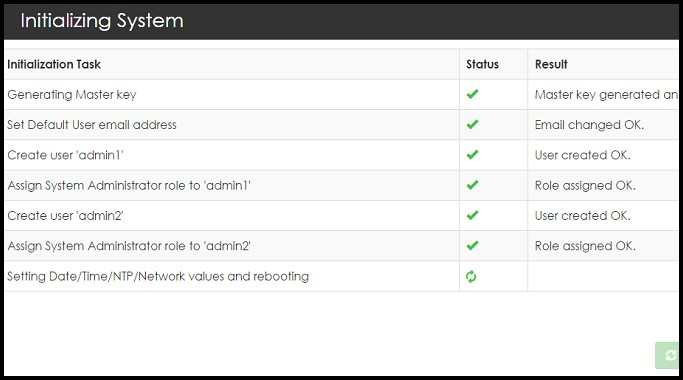 Initializing System
Initialization Task Status Result
Generating Master key Master key generated an
Set Default User email address Email changed OK.
Create user 'admin1' User created OK.
Assign System Administrator role to 'admin1' Role assigned OK.
Create user 'admin2' User created OK.
Assign System Administrator role to 'admin2' Role assigned OK.
Setting Date/Time/NTP/Network values and rebooting